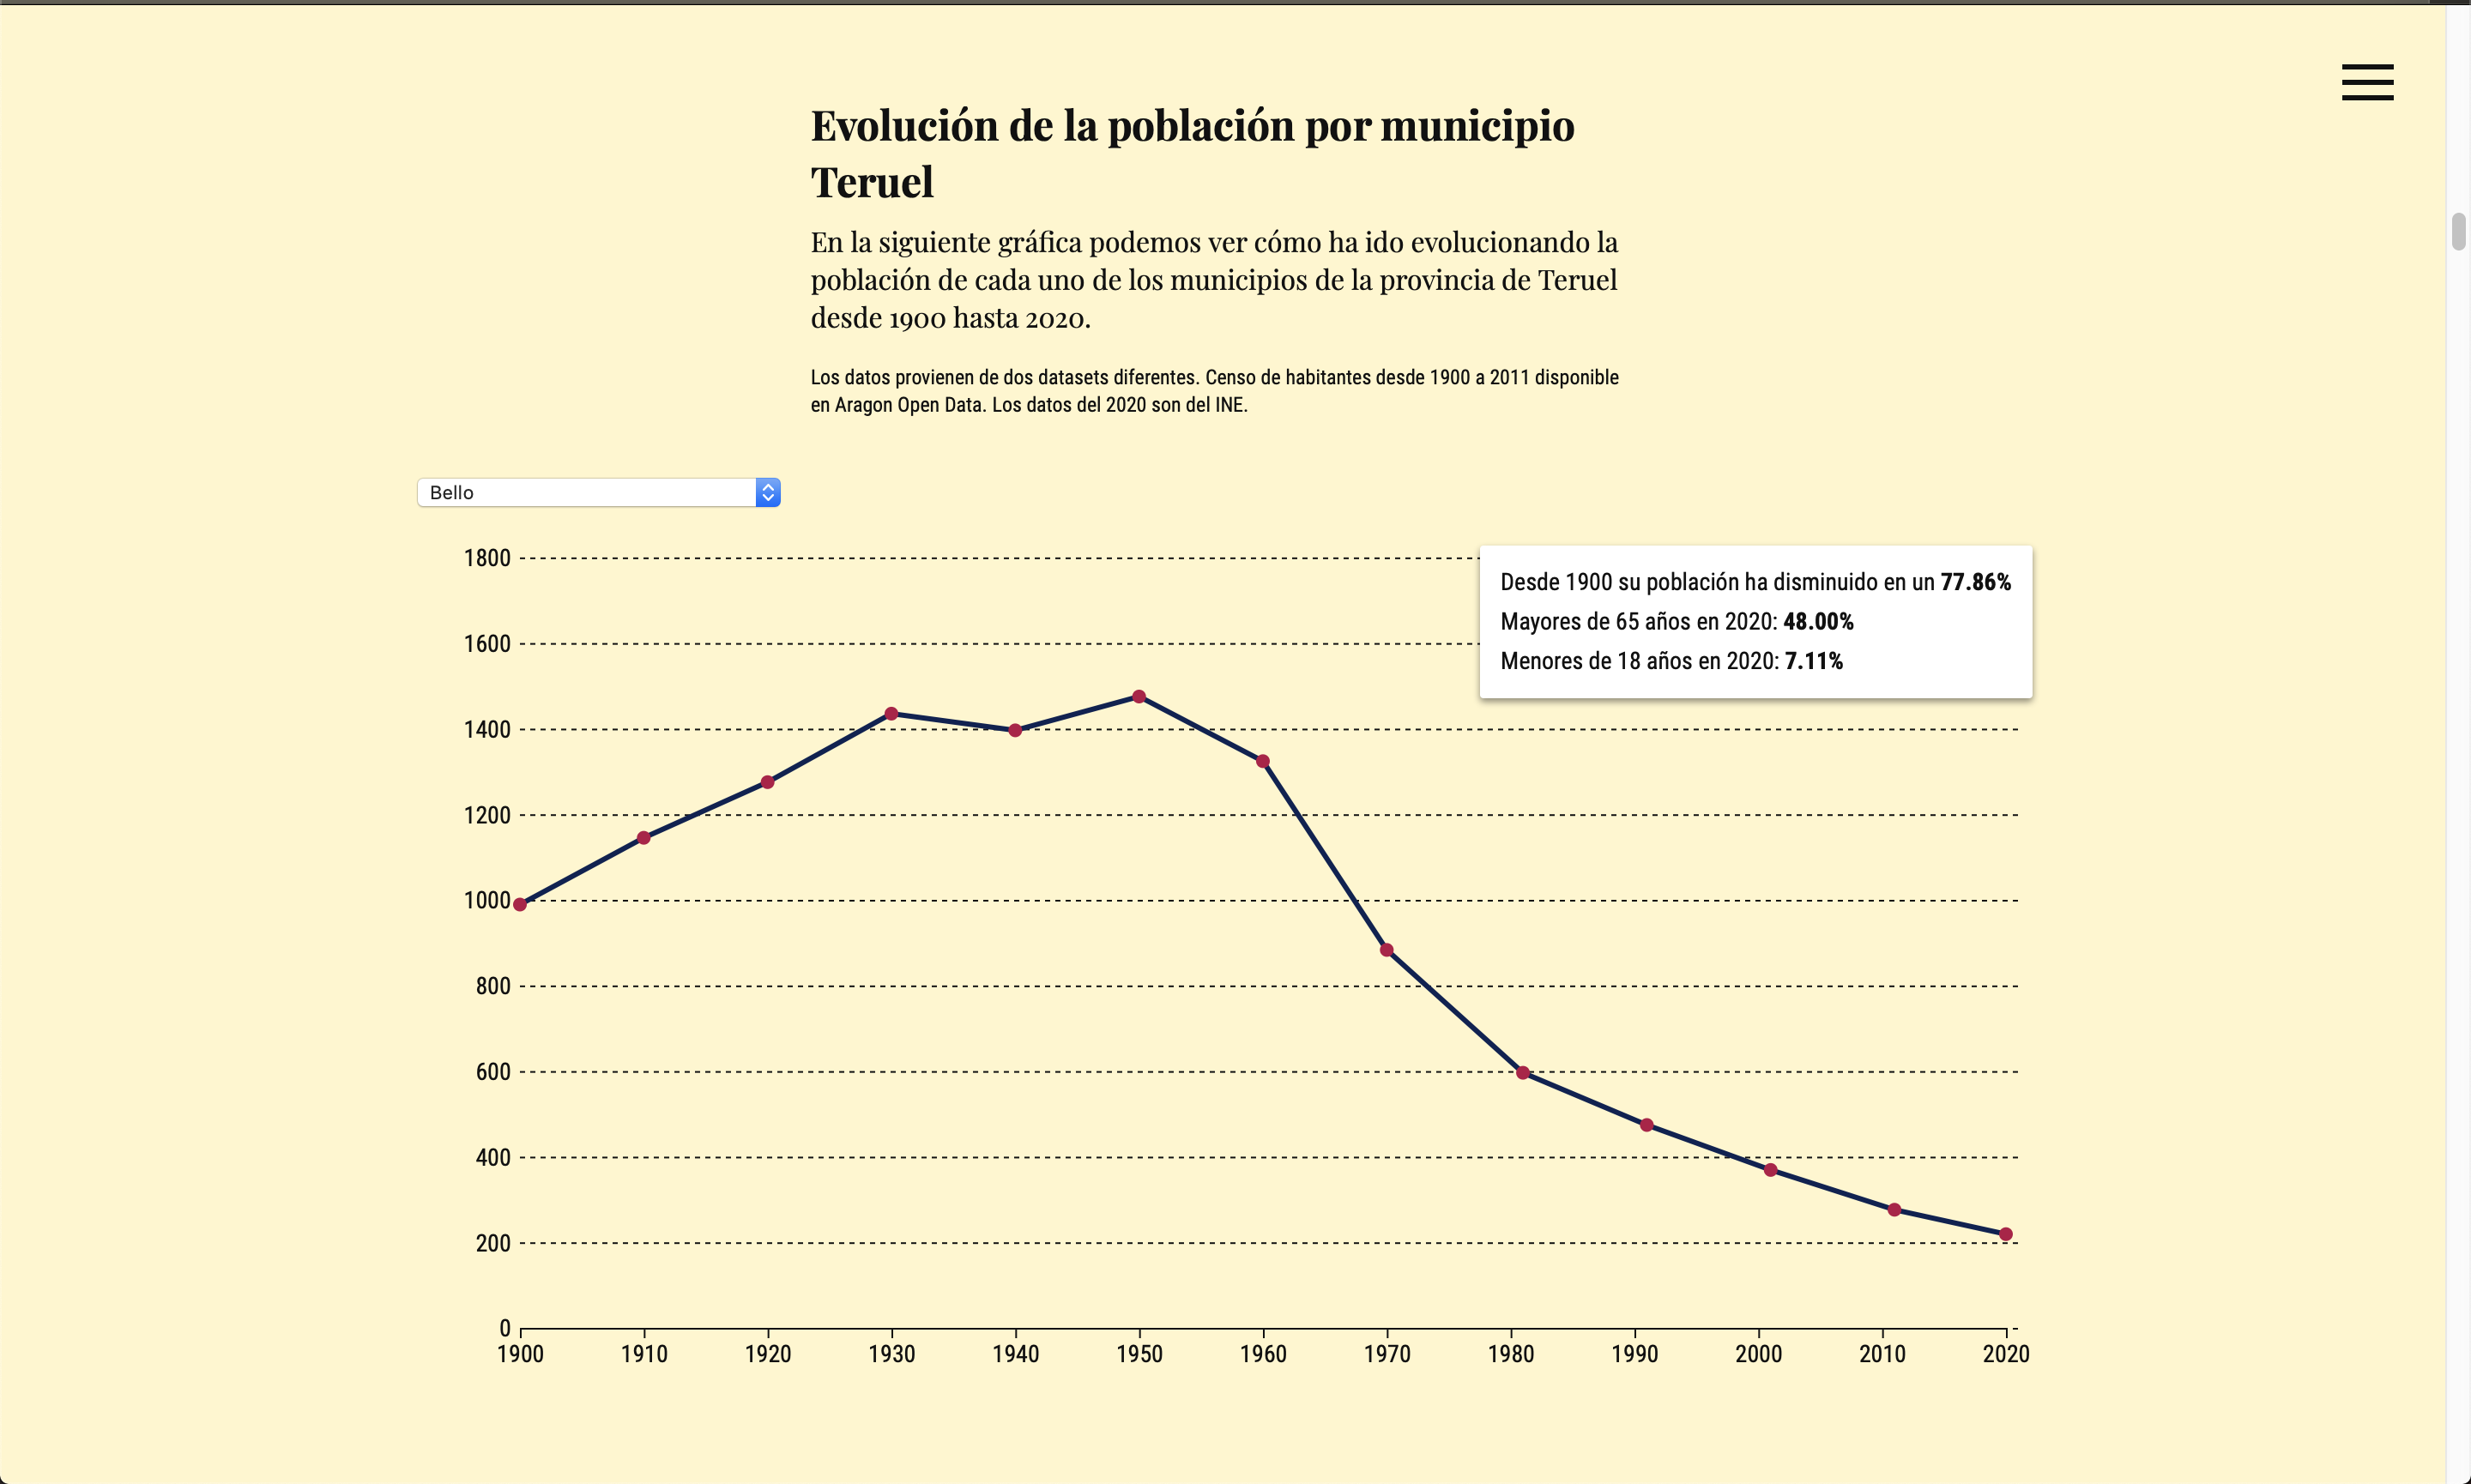 Evolución de la población por municipio
Teruel
En la siguiente gráfica podemos ver cómo ha ido evolucionando la
población de cada uno de los municipios de la provincia de Teruel
desde 1900 hasta 2020.
Los datos provienen de dos datasets diferentes. Censo de habitantes desde 1900 a 2011 disponible
en Aragon Open Data. Los datos del 2020 son del INE.
Bello
Desde 1900 su población ha disminuido en un 77.86%
Mayores de 65 años en 2020: 48.00%
Menores de 18 años en 2020: 7.11%
1800
1600
1400
1200
1000
800
600
400
200
0
1900 1910 1920 1930 1940 1950 1960 1970 1980 1990 2000 2010 2020